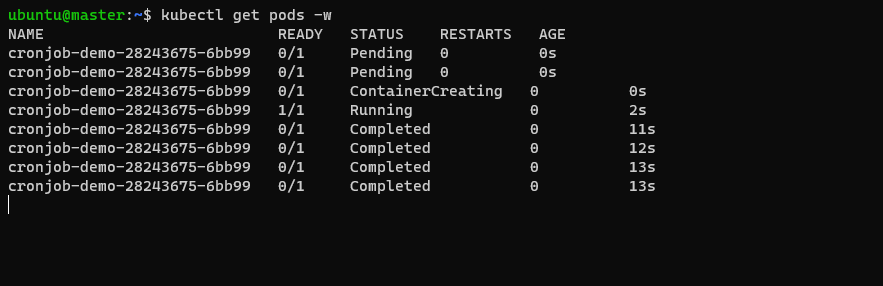 ubuntu@master:~$ kubectl get pods -w
NAME                          READY   STATUS    RESTARTS   AGE
cronjob-demo-28243675-6bb99   0/1     Pending   0          0s
cronjob-demo-28243675-6bb99   0/1     Pending   0          0s
cronjob-demo-28243675-6bb99   0/1     ContainerCreating   0          0s
cronjob-demo-28243675-6bb99   1/1     Running             0          2s
cronjob-demo-28243675-6bb99   0/1     Completed           0          11s
cronjob-demo-28243675-6bb99   0/1     Completed           0          12s
cronjob-demo-28243675-6bb99   0/1     Completed           0          13s
cronjob-demo-28243675-6bb99   0/1     Completed           0          13s